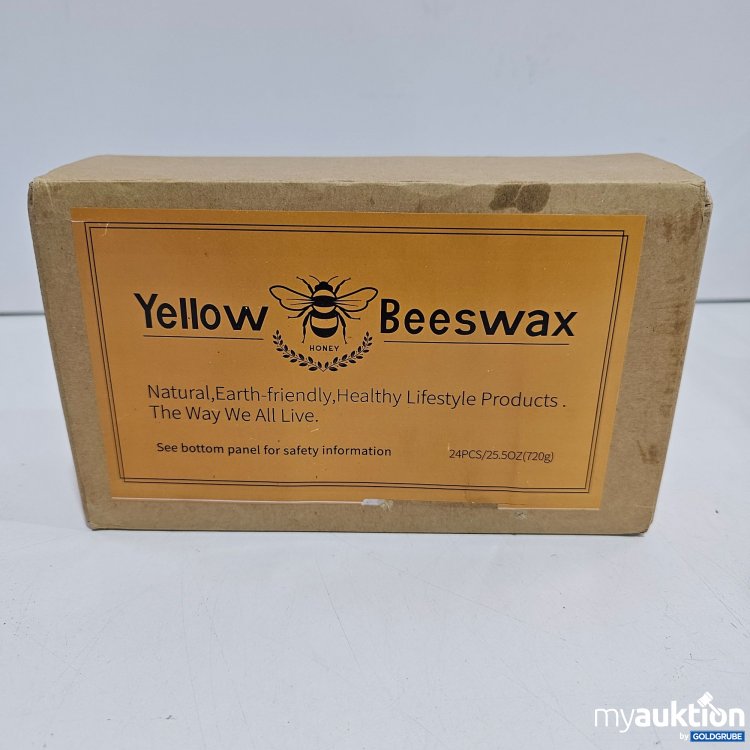 Yellow Beeswax
HONEY
Natural,Earth-friendly,Healthy Lifestyle Products .
The Way We All Live.
See bottom panel for safety information 24PCS/25.5OZ(720g)
myauktion
by GOLDGRUBE